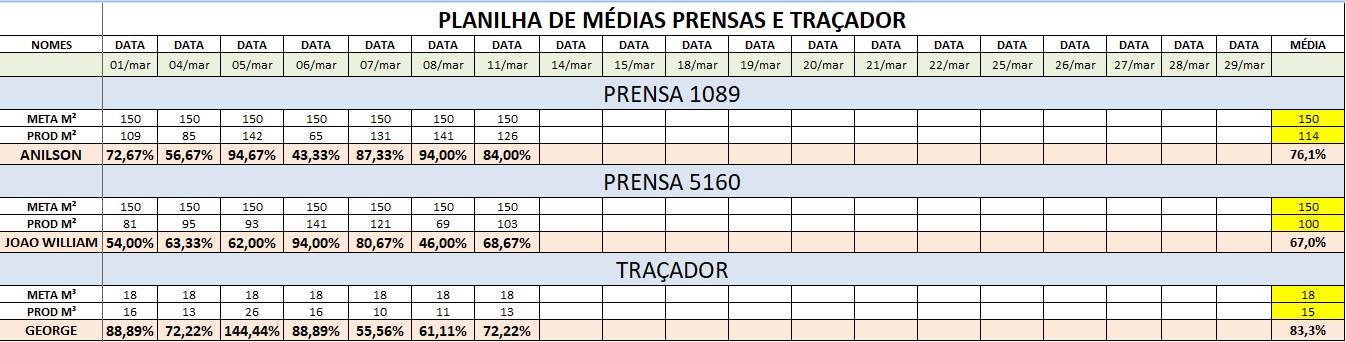 PLANILHA DE MÉDIAS PRENSAS E TRAÇADOR
NOMES DATA DATA DATA DATA DATA DATA DATA DATA DATA DATA DATA DATA DATA DATA DATA DATA DATA DATA DATA MÉDIA
01/mar 04/mar 05/mar 06/mar 07/mar 08/mar 11/mar 14/mar 15/mar 18/mar 19/mar 20/mar 21/mar 22/mar 25/mar 26/mar 27/mar 28/mar 29/mar
PRENSA 1089
META M² 150 150 150 150 150 150 150 150
PROD M² 109 85 142 65 131 141 126 114
ANILSON 72,67% 56,67% 94,67% 43,33% 87,33% 94,00% 84,00% 76,1%
PRENSA 5160
META M² 150 150 150 150 150 150 150 150
PROD M² 81 95 93 141 121 69 103 100
JOAO WILLIAM 54,00% 63,33% 62,00% 94,00% 80,67% 46,00% 68,67% 67,0%
TRAÇADOR
META M³ 18 18 18 18 18 18 18 18
PROD M³ 16 13 26 16 10 11 13 15
GEORGE 88,89% 72,22% 144,44% 88,89% 55,56% 61,11% 72,22% 83,3%